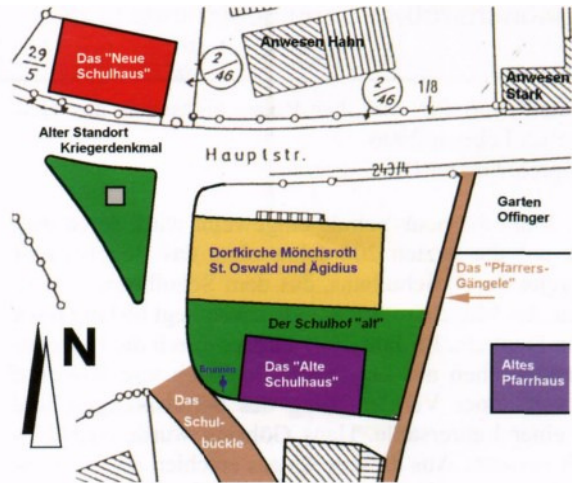 29
5
Das "Neue
Schulhaus"
2
46
Anwesen Hahn
2
46
1/8
Anwesen
Stark
Alter Standort
Kriegerdenkmal
Hauptstr.
243/4
Garten
Offinger
Dorfkirche Mönchsroth
St. Oswald und Ägidius
Das "Pfarrers-
Gängele"
Der Schulhof "alt"
N
Brunnen
Das "Alte
Schulhaus"
Altes
Pfarrhaus
Das
Schul-
bückle